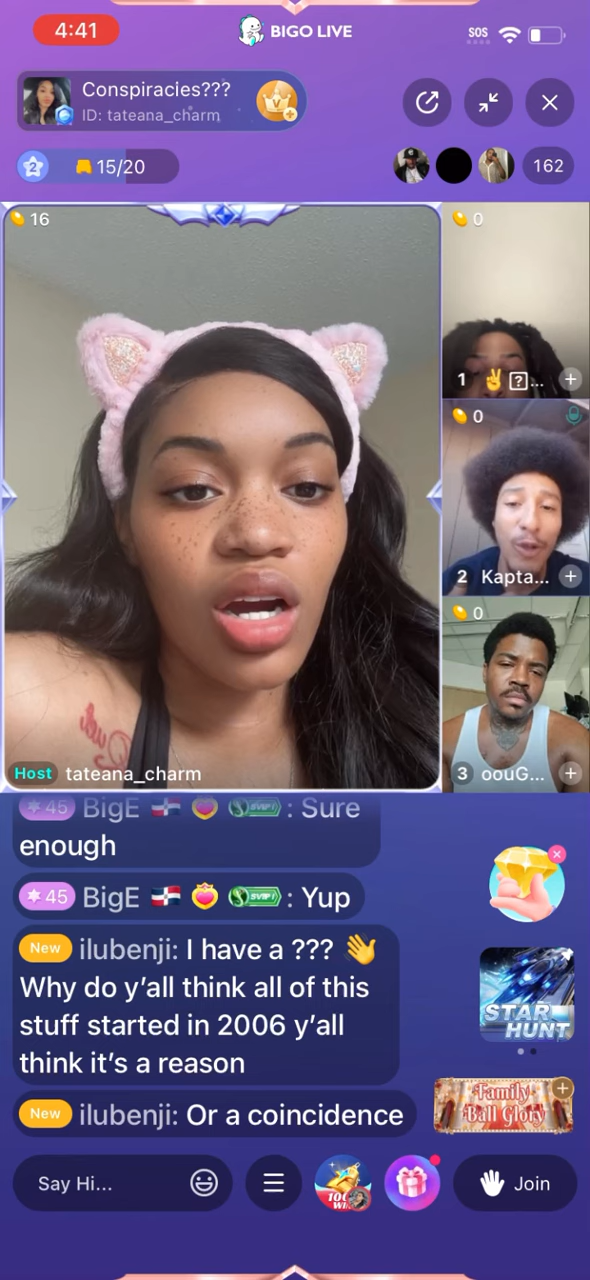 4:41
BIGO LIVE
SOS
Conspiracies???
ID: tateana_charm
V
2
15/20
162
16
0
1 ✌️ ? ...
0
2 Kapta...
0
3 oouG...
Host tateana_charm
45 BigE 🇩🇴 SVIP1 : Sure
enough
45 BigE 🇩🇴 SVIP1 : Yup
New ilubenji: I have a ??? 👋
Why do y’all think all of this
stuff started in 2006 y’all
think it’s a reason
New ilubenji: Or a coincidence
STAR
HUNT
Family
Ball Glory
Say Hi...
Join